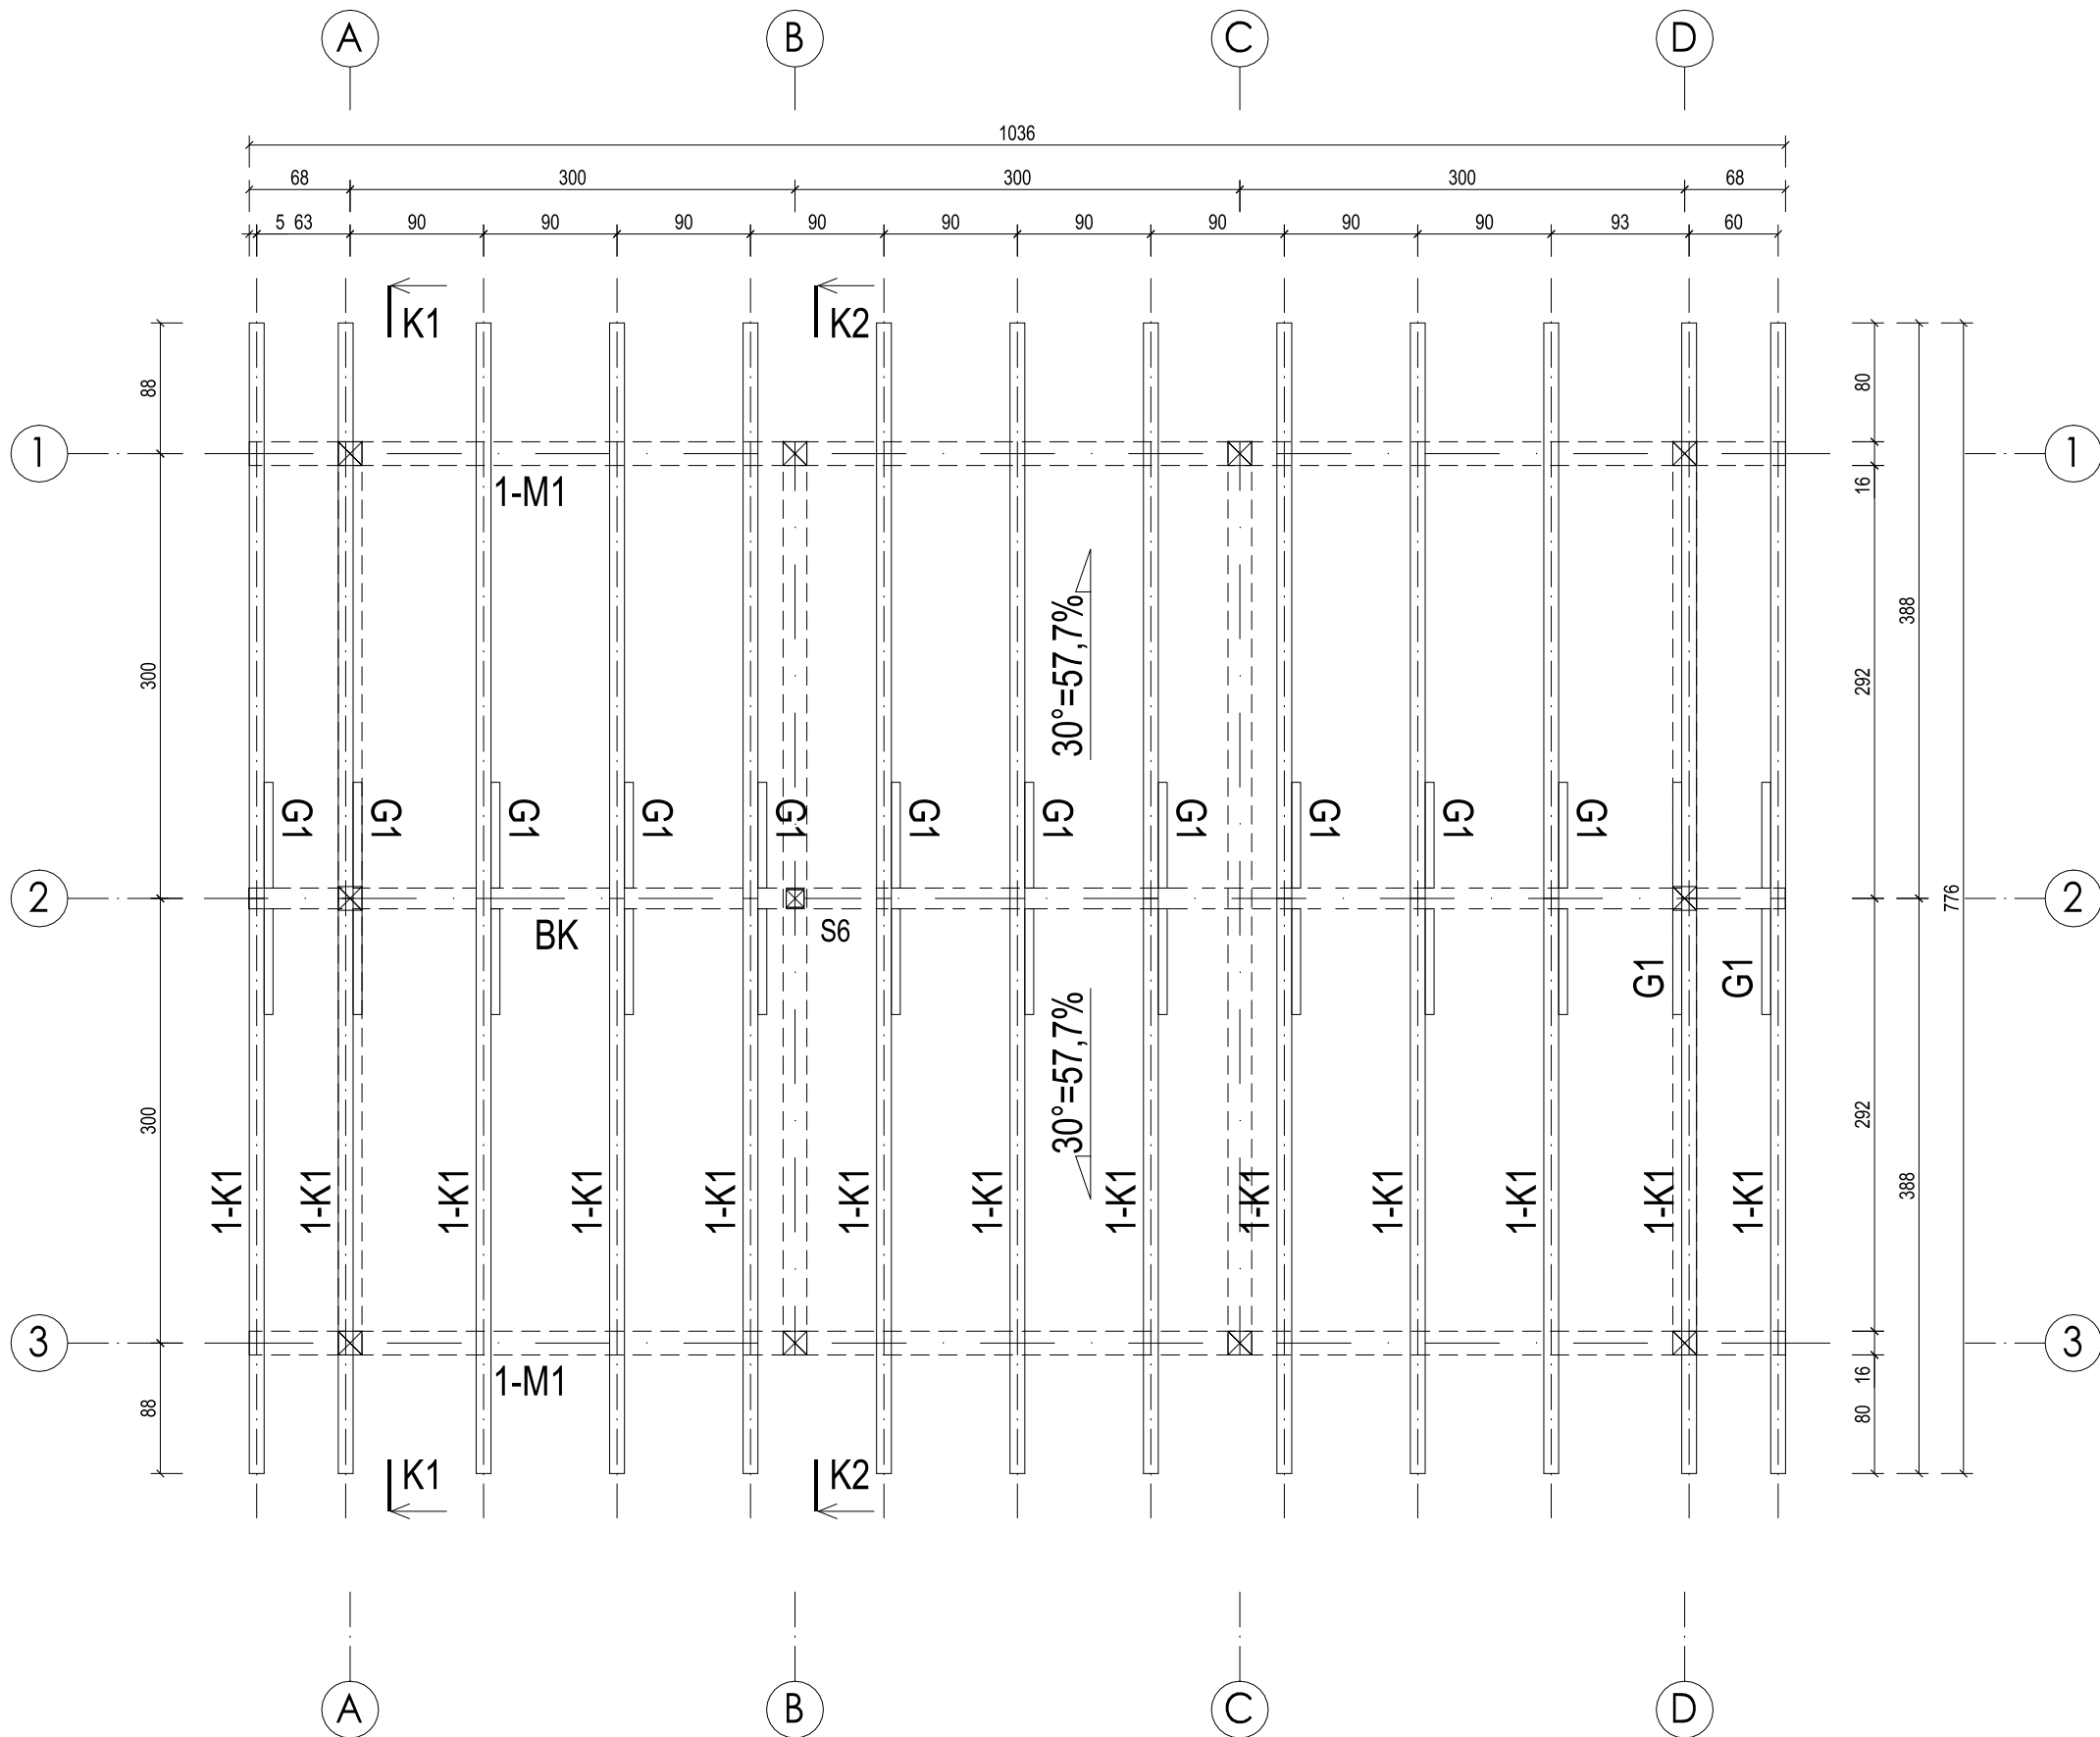 A B C D
1036
68 300 300 300 68
5 63 90 90 90 90 90 90 90 90 90 93 60
K1 K2
88 80
1 1
1-M1 16
300 30°=57,7% 292 388
G1 G1 G1 G1 G1 G1 G1 G1 G1 G1 G1
2 776 2
BK S6
G1 G1
300 30°=57,7% 292 388
1-K1 1-K1 1-K1 1-K1 1-K1 1-K1 1-K1 1-K1 1-K1 1-K1 1-K1 1-K1 1-K1
3 3
1-M1 16
88 80
K1 K2
A B C D